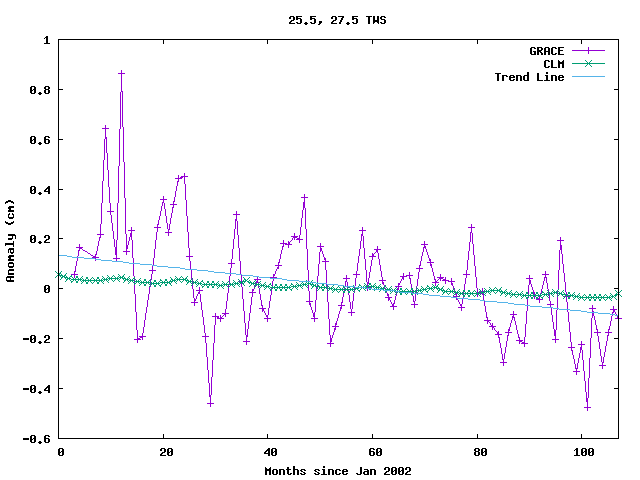 25.5, 27.5 TWS
GRACE
CLM
Trend Line
1
0.8
0.6
0.4
0.2
0
-0.2
-0.4
-0.6
Anomaly (cm)
0 20 40 60 80 100
Months since Jan 2002